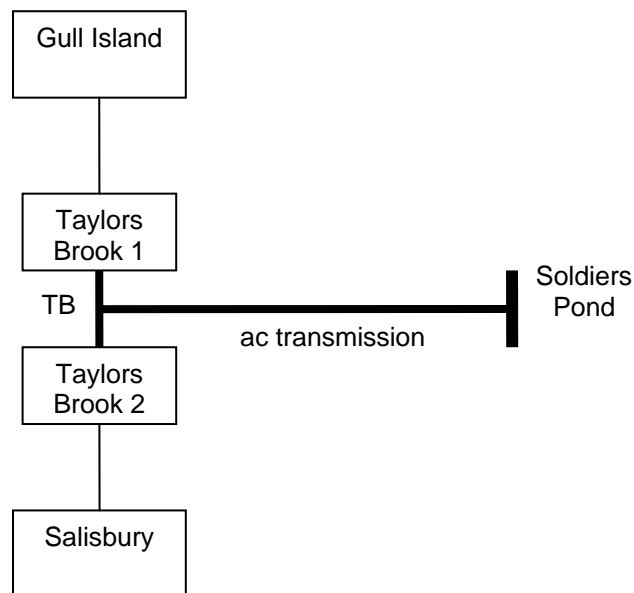 Gull Island
Taylors
Brook 1
TB
Soldiers
Pond
ac transmission
Taylors
Brook 2
Salisbury